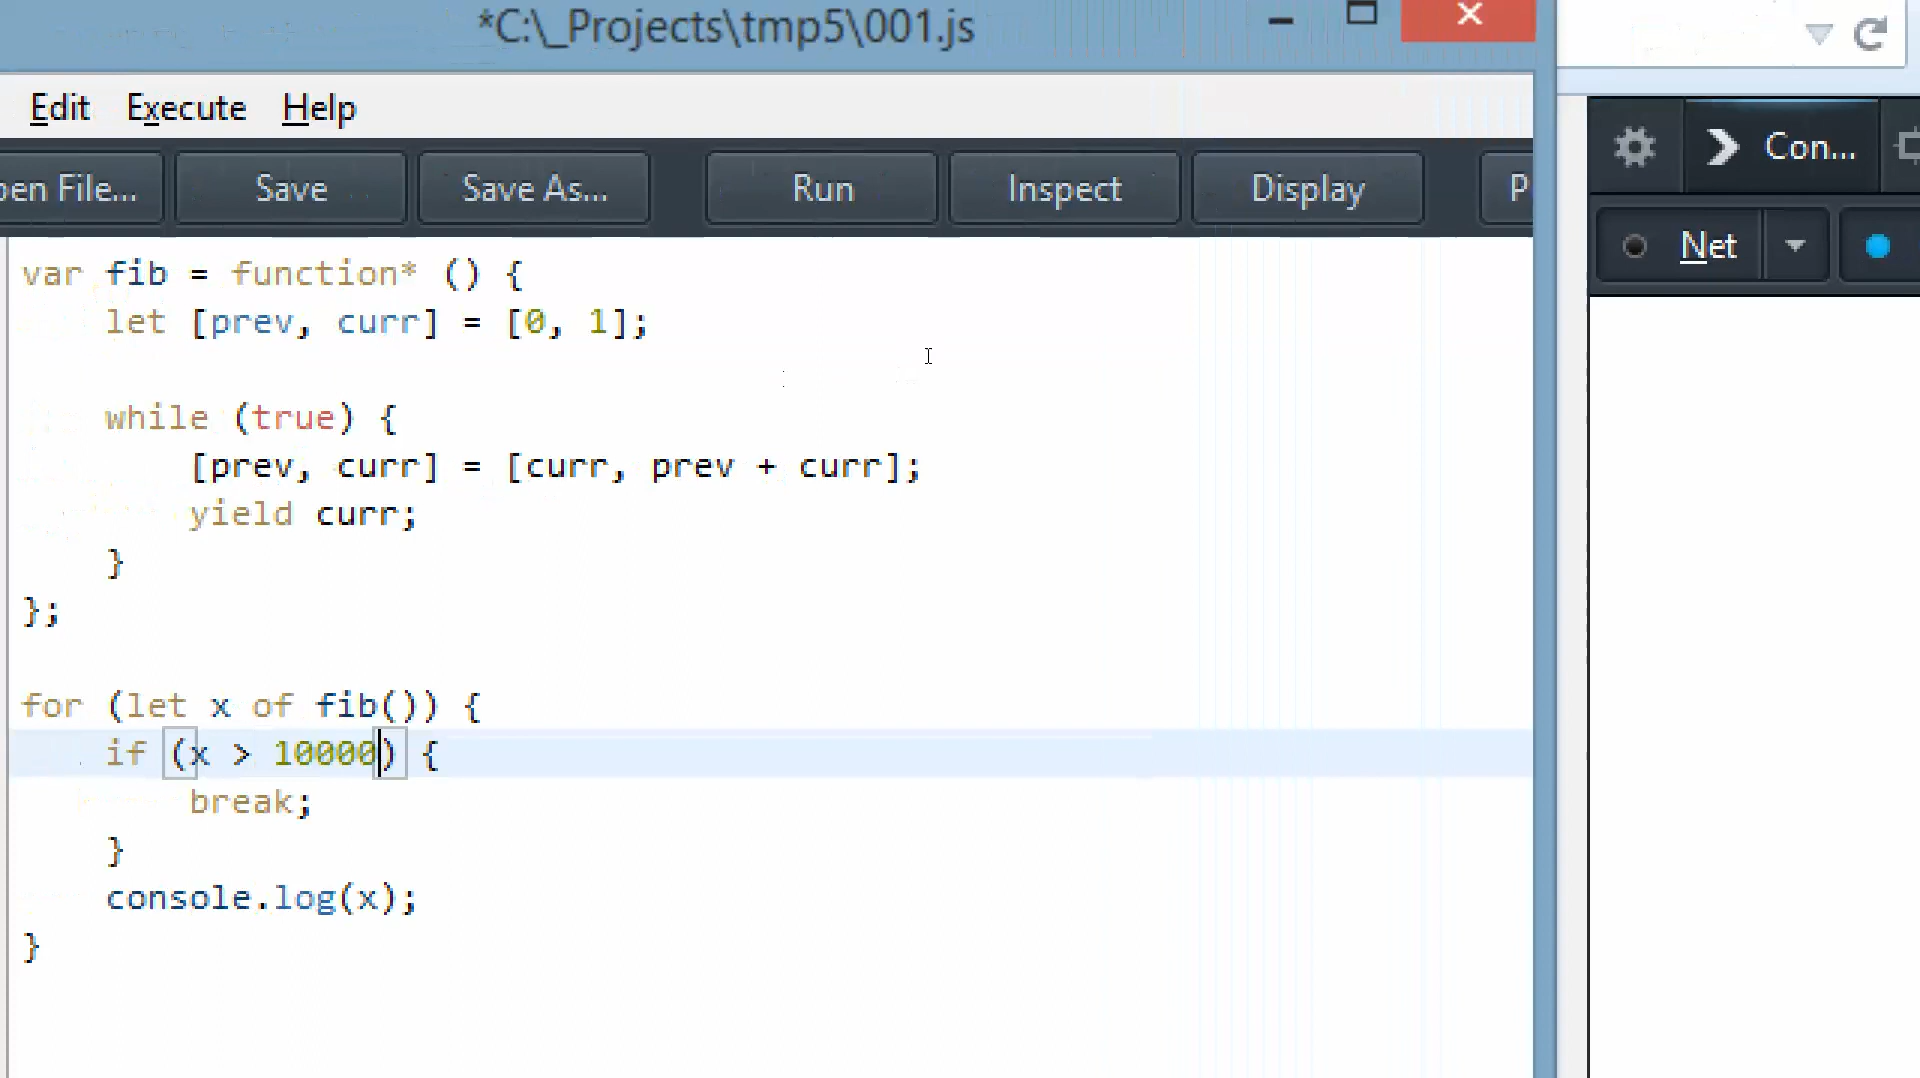 *C:\_Projects\tmp5\001.js
Edit Execute Help
pen File... Save Save As... Run Inspect Display P
Con...
Net
var fib = function* () {
    let [prev, curr] = [0, 1];
    while (true) {
        [prev, curr] = [curr, prev + curr];
        yield curr;
    }
};
for (let x of fib()) {
    if (x > 10000) {
        break;
    }
    console.log(x);
}